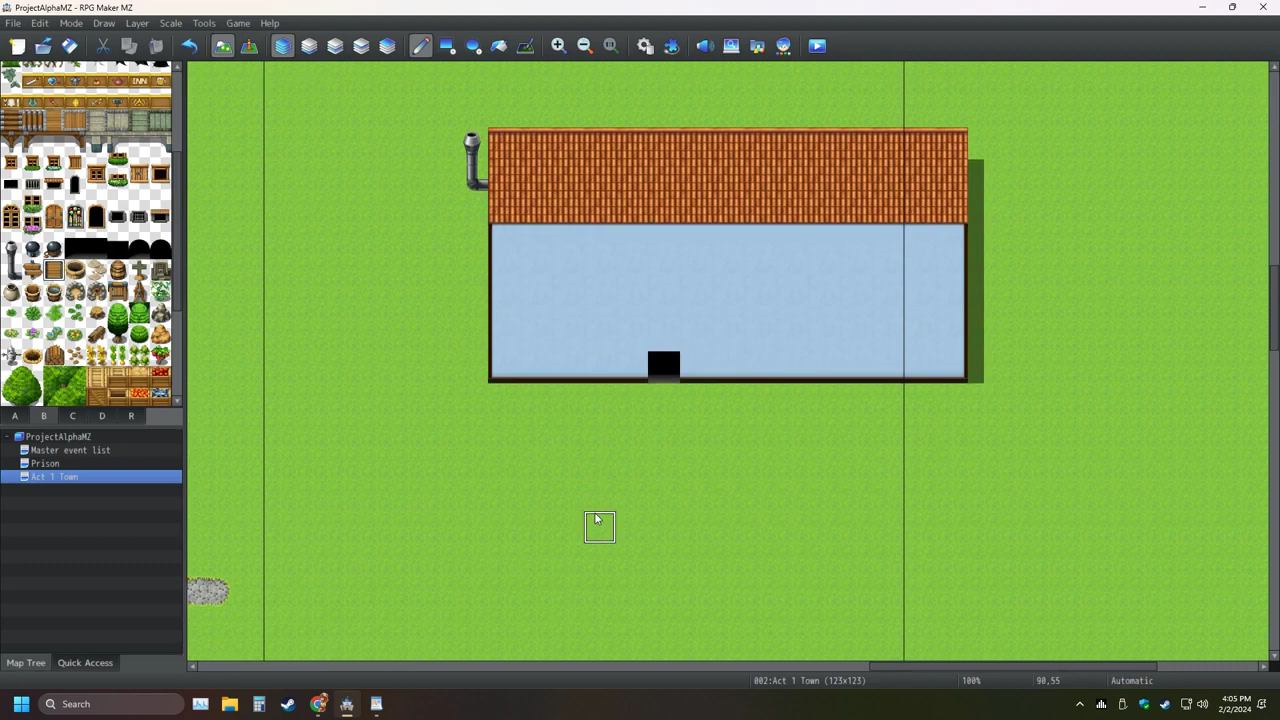 ProjectAlphaMZ - RPG Maker MZ
File Edit Mode Draw Layer Scale Tools Game Help
INN
A B C D R
ProjectAlphaMZ
Master event list
Prison
Act 1 Town
Map Tree Quick Access
002:Act 1 Town (123x123) 100% 90,55 Automatic
Search
4:05 PM
2/2/2024